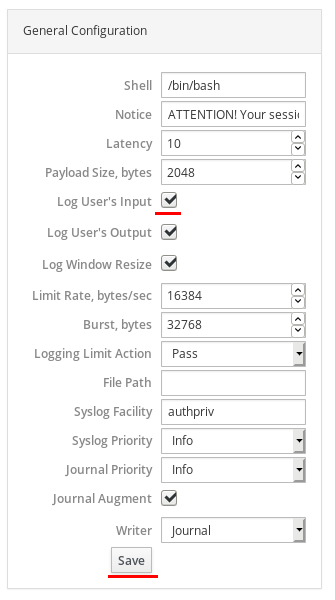 General Configuration
Shell /bin/bash
Notice ATTENTION! Your sessi
Latency 10
Payload Size, bytes 2048
Log User's Input
Log User's Output
Log Window Resize
Limit Rate, bytes/sec 16384
Burst, bytes 32768
Logging Limit Action Pass
File Path
Syslog Facility authpriv
Syslog Priority Info
Journal Priority Info
Journal Augment
Writer Journal
Save